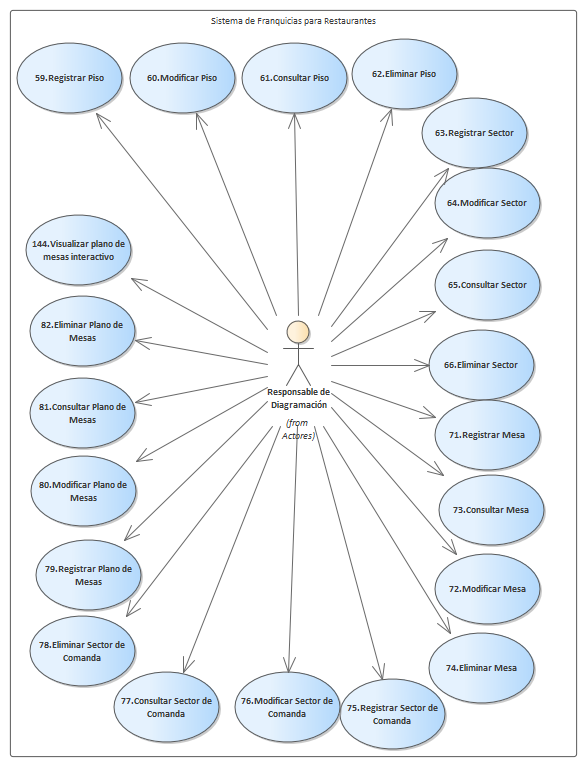 Sistema de Franquicias para Restaurantes
59.Registrar Piso
60.Modificar Piso
61.Consultar Piso
62.Eliminar Piso
63.Registrar Sector
64.Modificar Sector
144.Visualizar plano de
mesas interactivo
65.Consultar Sector
82.Eliminar Plano de
Mesas
66.Eliminar Sector
Responsable de
Diagramación
(from
Actores)
81.Consultar Plano de
Mesas
71.Registrar Mesa
80.Modificar Plano de
Mesas
73.Consultar Mesa
79.Registrar Plano de
Mesas
72.Modificar Mesa
78.Eliminar Sector de
Comanda
74.Eliminar Mesa
77.Consultar Sector de
Comanda
76.Modificar Sector de
Comanda
75.Registrar Sector de
Comanda